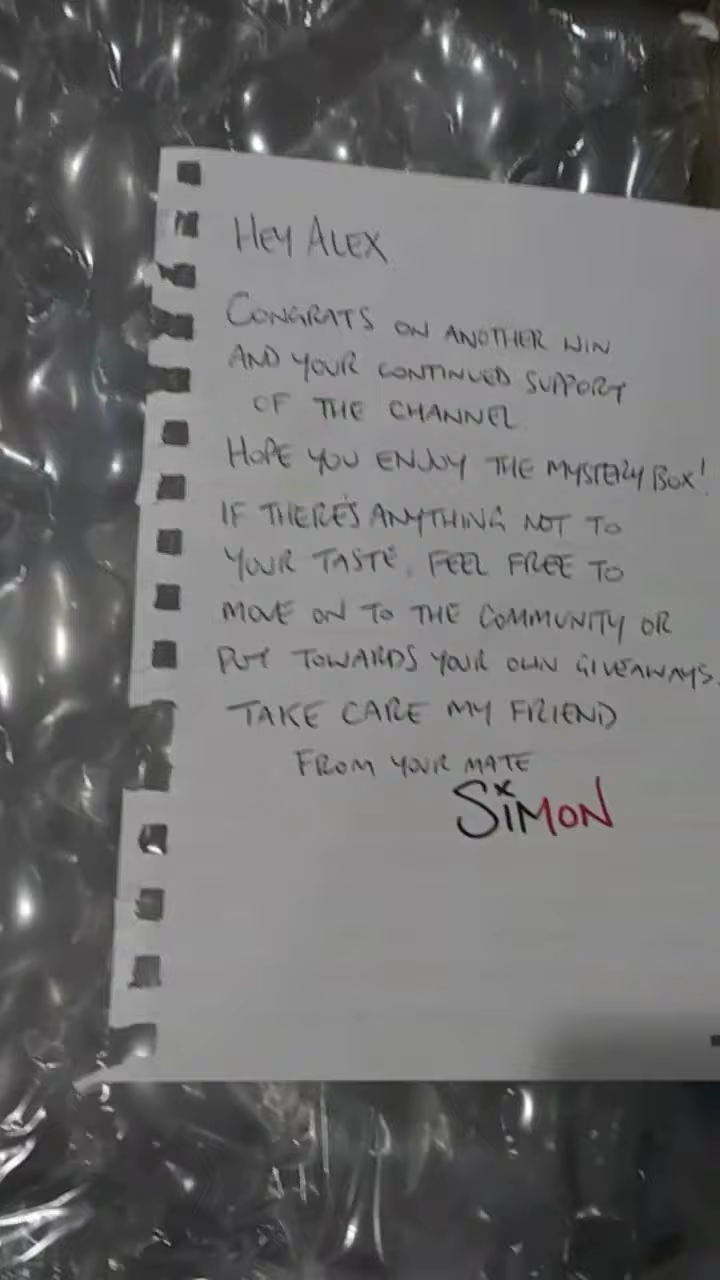 HEY ALEX
CONGRATS ON ANOTHER WIN
AND YOUR CONTINUED SUPPORT
OF THE CHANNEL
HOPE YOU ENJOY THE MYSTERY BOX!
IF THERE'S ANYTHING NOT TO
YOUR TASTE, FEEL FREE TO
MOVE ON TO THE COMMUNITY OR
PUT TOWARDS YOUR OWN GIVEAWAYS.
TAKE CARE MY FRIEND
FROM YOUR MATE
SiMON